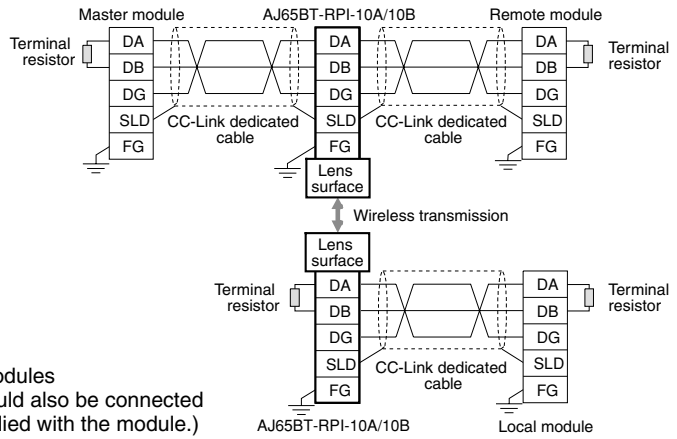 Master module
AJ65BT-RPI-10A/10B
Remote module
Terminal
resistor
DA
DB
DG
SLD
FG
CC-Link dedicated
cable
DA
DB
DG
SLD
FG
Lens
surface
CC-Link dedicated
cable
DA
DB
DG
SLD
FG
Terminal
resistor
Wireless transmission
Lens
surface
Terminal
resistor
DA
DB
DG
SLD
FG
CC-Link dedicated
cable
DA
DB
DG
SLD
FG
Terminal
resistor
AJ65BT-RPI-10A/10B
Local module
uld also be connected
lied with the module.)